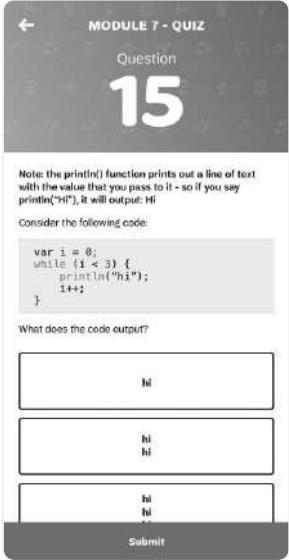 MODULE 7 - QUIZ
Question
15
Note: the println() function prints out a line of text
with the value that you pass to it - so if you say
println("Hi"), it will output: Hi
Consider the following code:
var i = 0;
while (i < 3) {
    println("hi");
    i++;
}
What does the code output?
hi
hi
hi
hi
hi
Submit